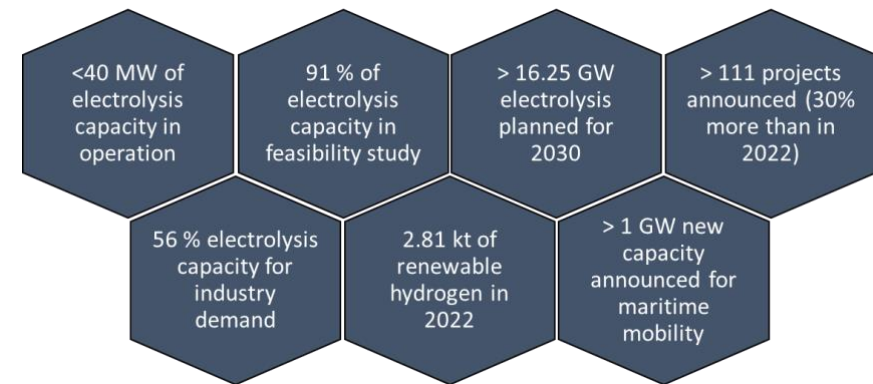 <40 MW of
electrolysis
capacity in
operation
91 % of
electrolysis
capacity in
feasibility study
> 16.25 GW
electrolysis
planned for
2030
> 111 projects
announced (30%
more than in
2022)
56 % electrolysis
capacity for
industry
demand
2.81 kt of
renewable
hydrogen in
2022
> 1 GW new
capacity
announced for
maritime
mobility